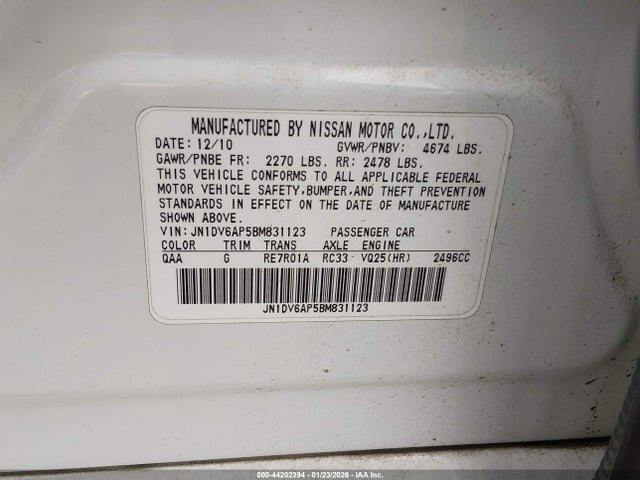 MANUFACTURED BY NISSAN MOTOR CO.,LTD.
DATE: 12/10 GVWR/PNBV: 4674 LBS.
GAWR/PNBE FR: 2270 LBS. RR: 2478 LBS.
THIS VEHICLE CONFORMS TO ALL APPLICABLE FEDERAL
MOTOR VEHICLE SAFETY,BUMPER,AND THEFT PREVENTION
STANDARDS IN EFFECT ON THE DATE OF MANUFACTURE
SHOWN ABOVE.
VIN: JN1DV6AP5BM831123 PASSENGER CAR
COLOR TRIM TRANS AXLE ENGINE
QAA G RE7R01A RC33 VQ25(HR) 2496CC
JN1DV6AP5BM831123
000-44202394 | 01/23/2026 - IAA Inc.